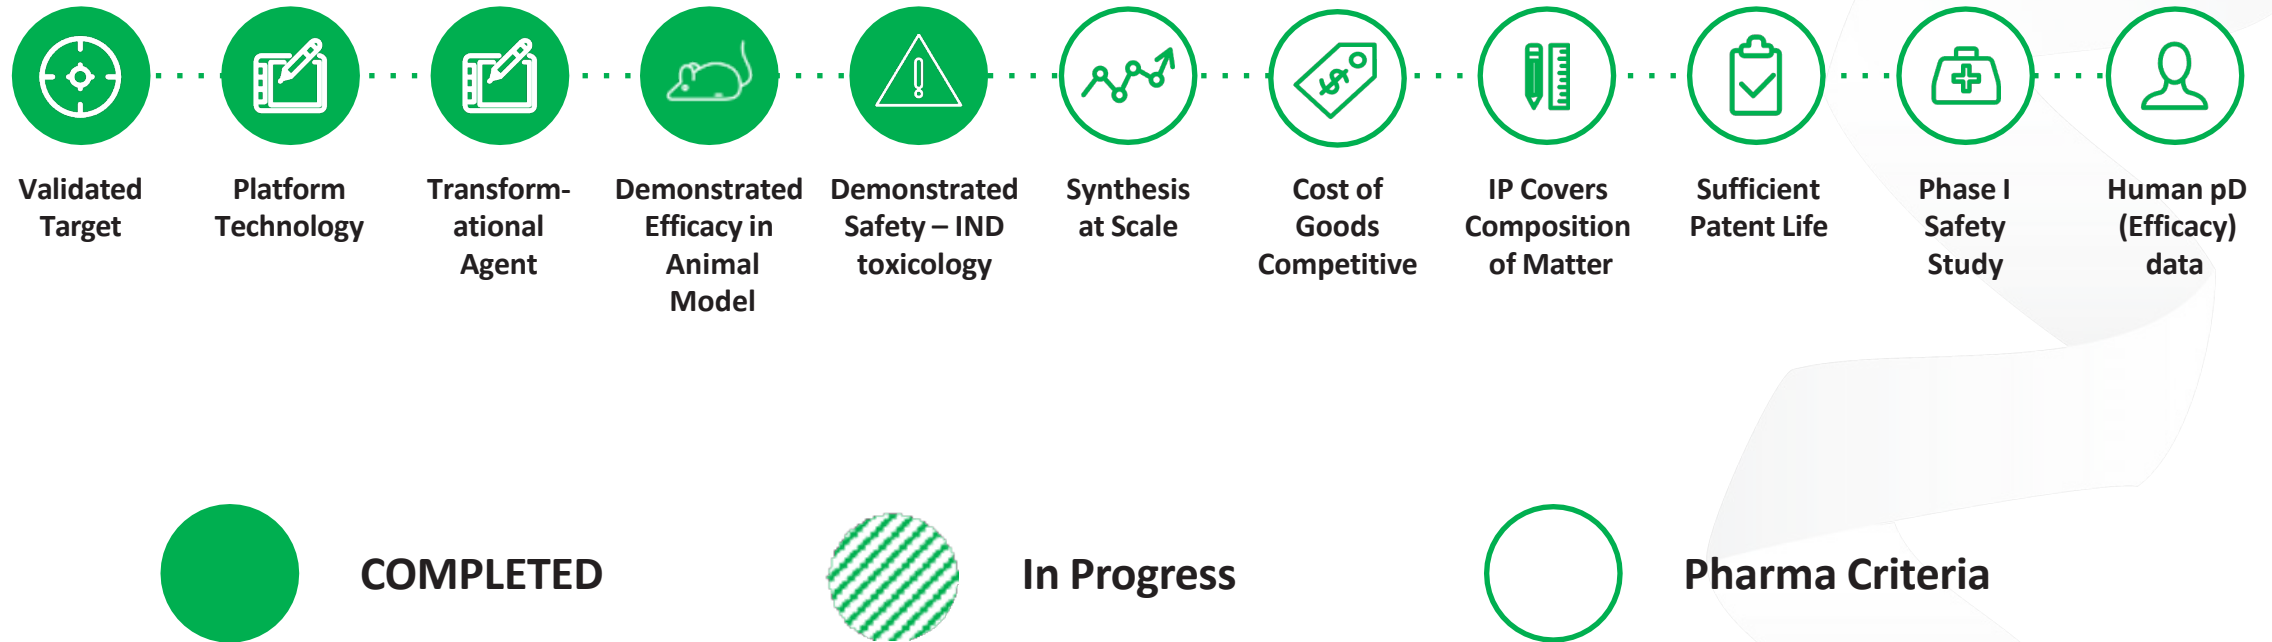 Validated
Target
Platform
Technology
Transform-
ational
Agent
Demonstrated
Efficacy in
Animal
Model
Demonstrated
Safety – IND
toxicology
Synthesis
at Scale
Cost of
Goods
Competitive
IP Covers
Composition
of Matter
Sufficient
Patent Life
Phase I
Safety
Study
Human pD
(Efficacy)
data
COMPLETED
In Progress
Pharma Criteria